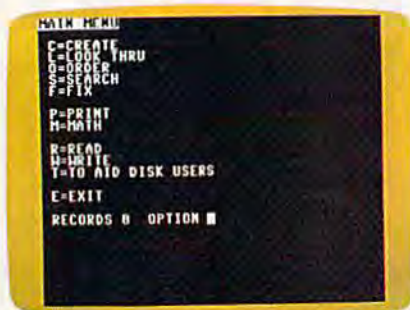 MAIN MENU
C=CREATE
L=LOOK THRU
O=ORDER
S=SEARCH
F=FIX
P=PRINT
M=MATH
R=READ
W=WRITE
T=TO AID DISK USERS
E=EXIT
RECORDS 0 OPTION